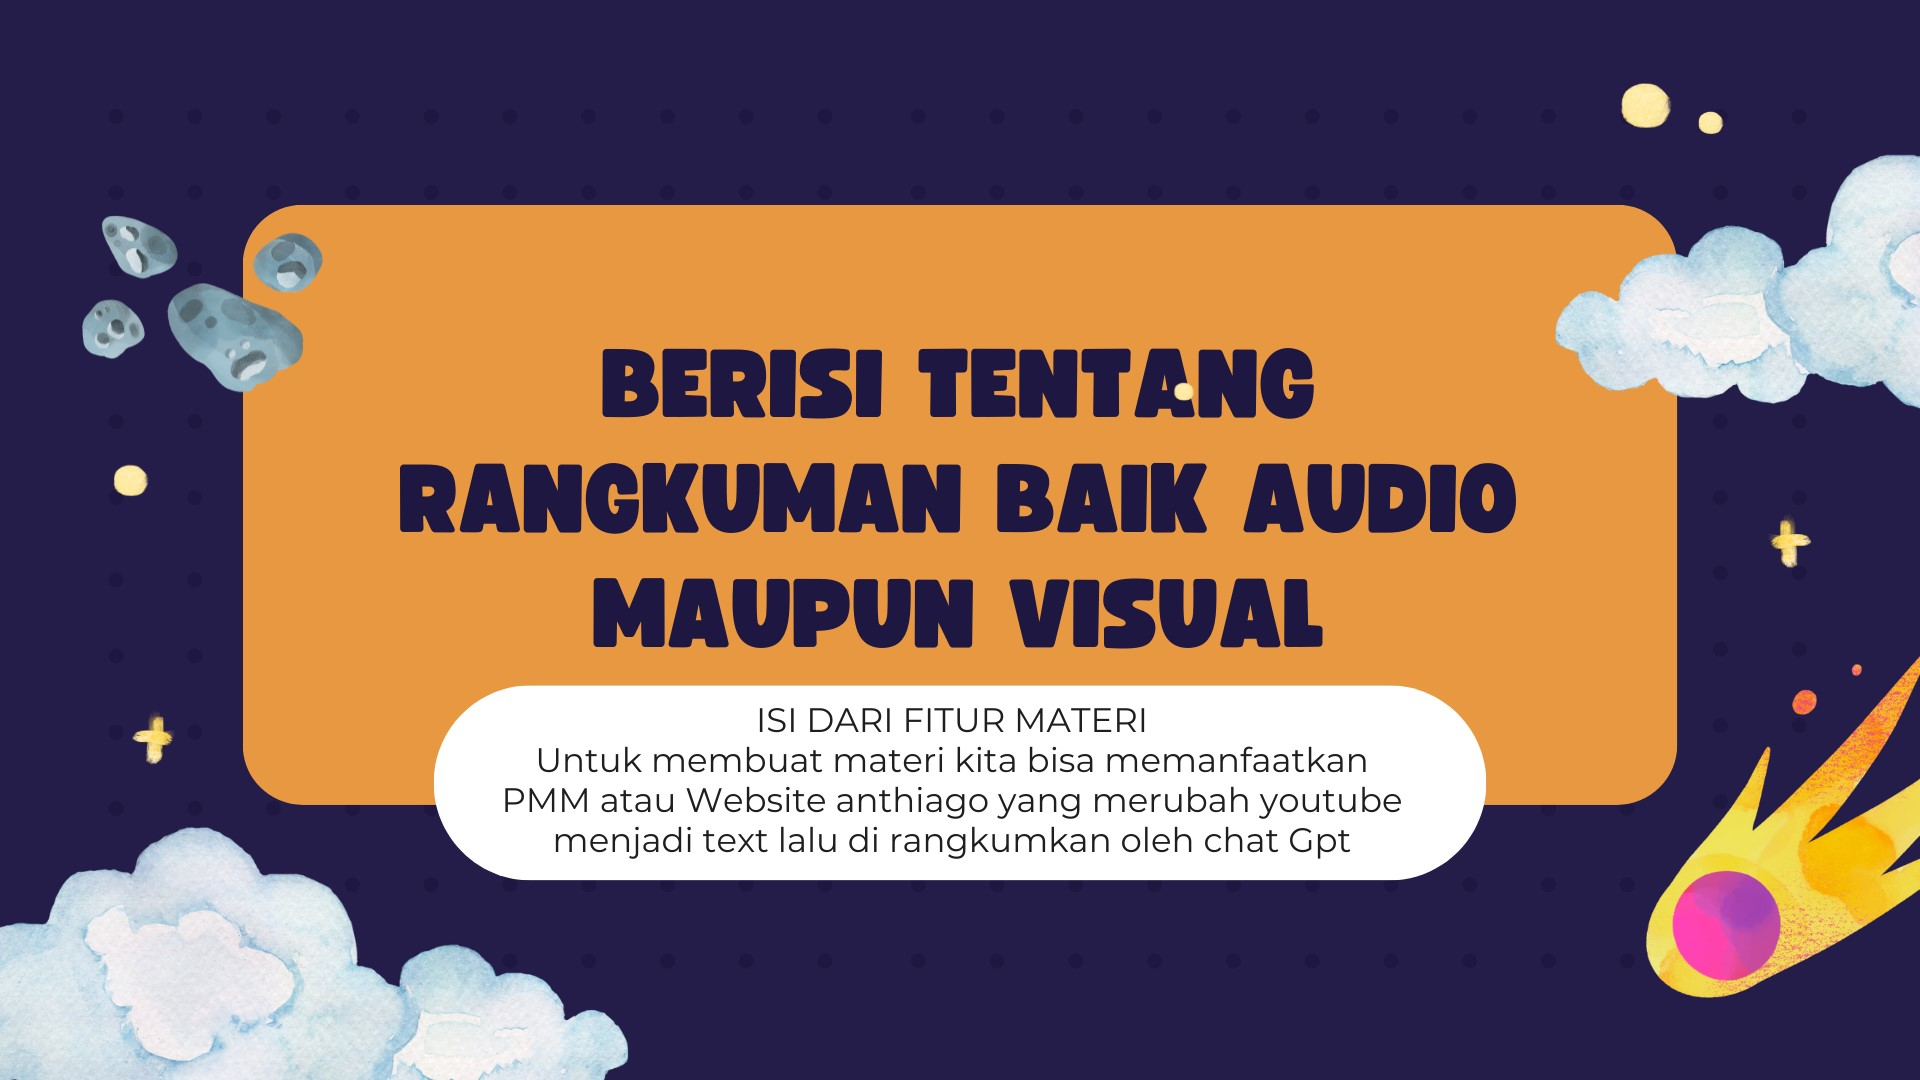 BERISI TENTANG
RANGKUMAN BAIK AUDIO
MAUPUN VISUAL
ISI DARI FITUR MATERI
Untuk membuat materi kita bisa memanfaatkan
PMM atau Website anthiago yang merubah youtube
menjadi text lalu di rangkumkan oleh chat Gpt